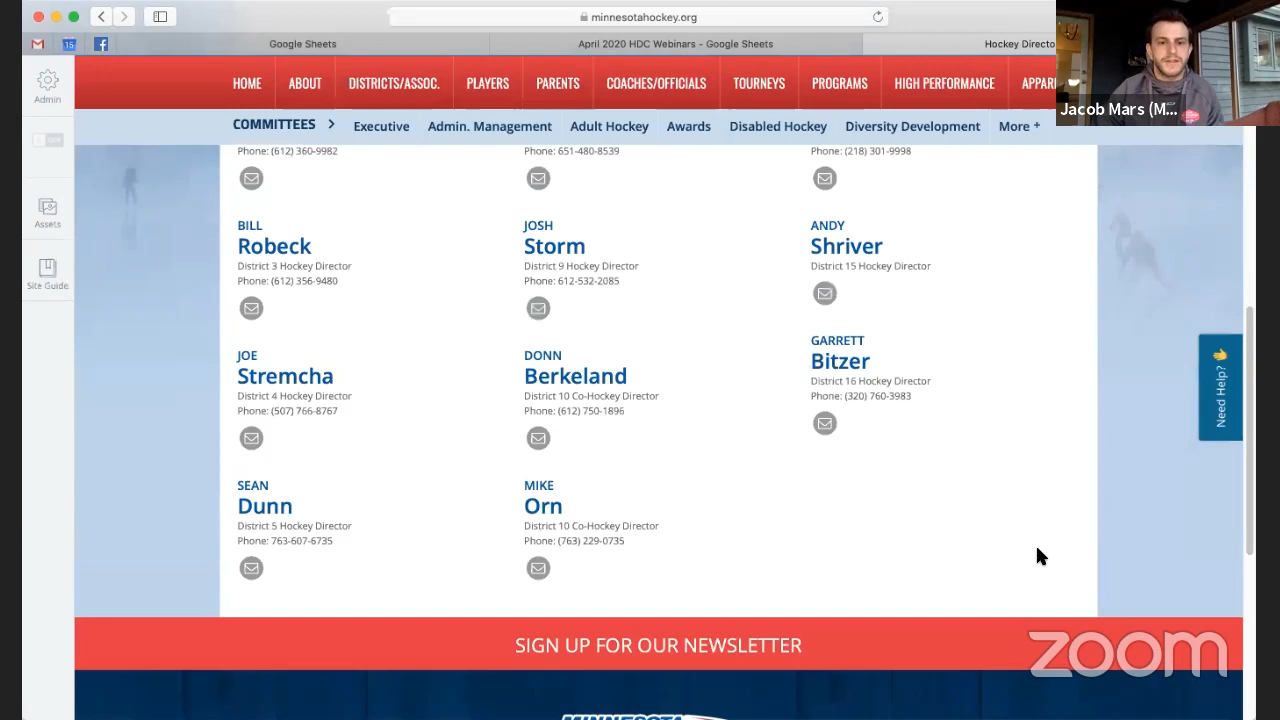 minnesotahockey.org
Google Sheets
April 2020 HDC Webinars - Google Sheets
Hockey Directo
15
Jacob Mars (M...
Admin
OFF
Assets
Site Guide
HOME
ABOUT
DISTRICTS/ASSOC.
PLAYERS
PARENTS
COACHES/OFFICIALS
TOURNEYS
PROGRAMS
HIGH PERFORMANCE
APPAR
COMMITTEES
Executive
Admin. Management
Adult Hockey
Awards
Disabled Hockey
Diversity Development
More +
Phone: (612) 360-9982
BILL
Robeck
District 3 Hockey Director
Phone: (612) 356-9480
JOE
Stremcha
District 4 Hockey Director
Phone: (507) 766-8767
SEAN
Dunn
District 5 Hockey Director
Phone: 763-607-6735
Phone: 651-480-8539
JOSH
Storm
District 9 Hockey Director
Phone: 612-532-2085
DONN
Berkeland
District 10 Co-Hockey Director
Phone: (612) 750-1896
MIKE
Orn
District 10 Co-Hockey Director
Phone: (763) 229-0735
Phone: (218) 301-9998
ANDY
Shriver
District 15 Hockey Director
GARRETT
Bitzer
District 16 Hockey Director
Phone: (320) 760-3983
Need Help?
SIGN UP FOR OUR NEWSLETTER
zoom
MINNESOTA